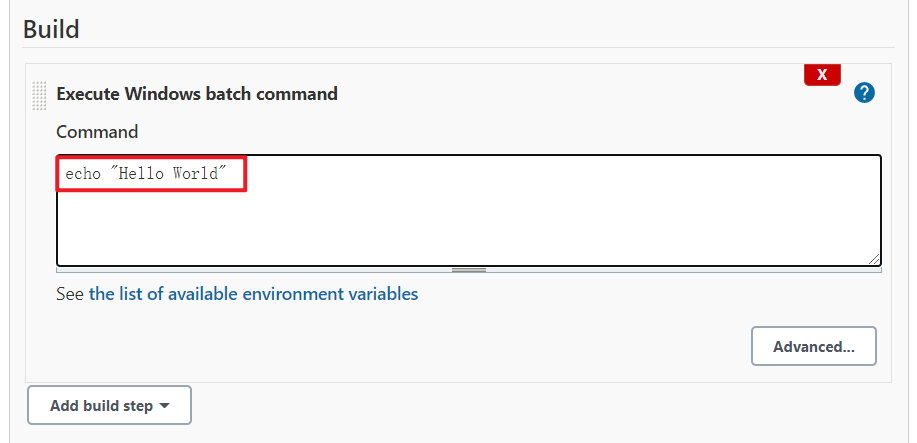 Build
X
Execute Windows batch command
?
Command
echo "Hello World"
See the list of available environment variables
Advanced...
Add build step